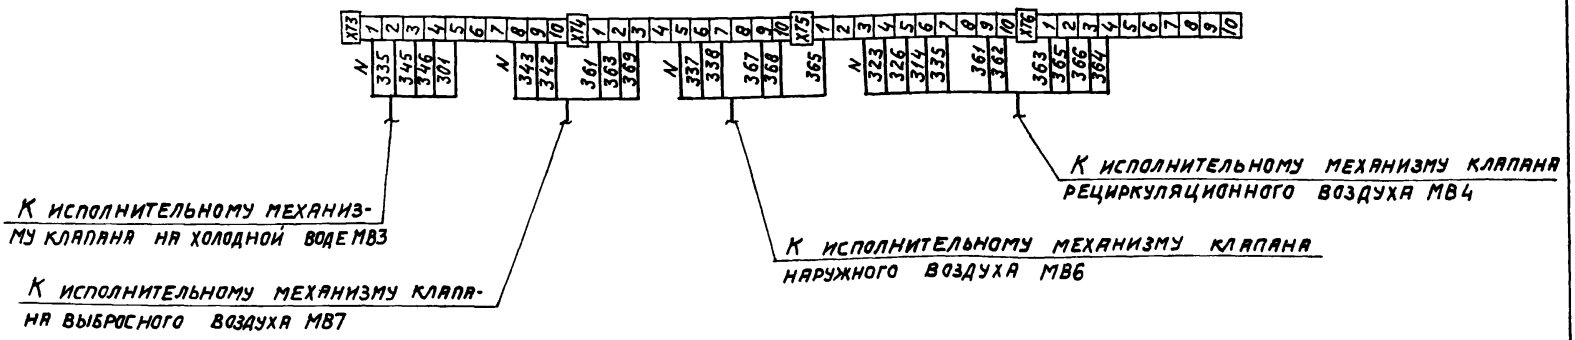 XT3 1 2 3 4 5 6 7 8 9 10 XT4 1 2 3 4 5 6 7 8 9 10 XT5 1 2 3 4 5 6 7 8 9 10 XT6 1 2 3 4 5 6 7 8 9 10
N 335 345 346 301 N 343 342 361 363 369 N 337 338 367 368 365 N 323 326 314 335 361 362 363 365 366 364
К ИСПОЛНИТЕЛЬНОМУ МЕХАНИЗМУ КЛАПАНА
РЕЦИРКУЛЯЦИОННОГО ВОЗДУХА МВ4
К ИСПОЛНИТЕЛЬНОМУ МЕХАНИЗ-
МУ КЛАПАНА НА ХОЛОДНОЙ ВОДЕ МВ3
К ИСПОЛНИТЕЛЬНОМУ МЕХАНИЗМУ КЛАПАНА
НАРУЖНОГО ВОЗДУХА МВ6
К ИСПОЛНИТЕЛЬНОМУ МЕХАНИЗМУ КЛАПА-
НА ВЫБРОСНОГО ВОЗДУХА МВ7